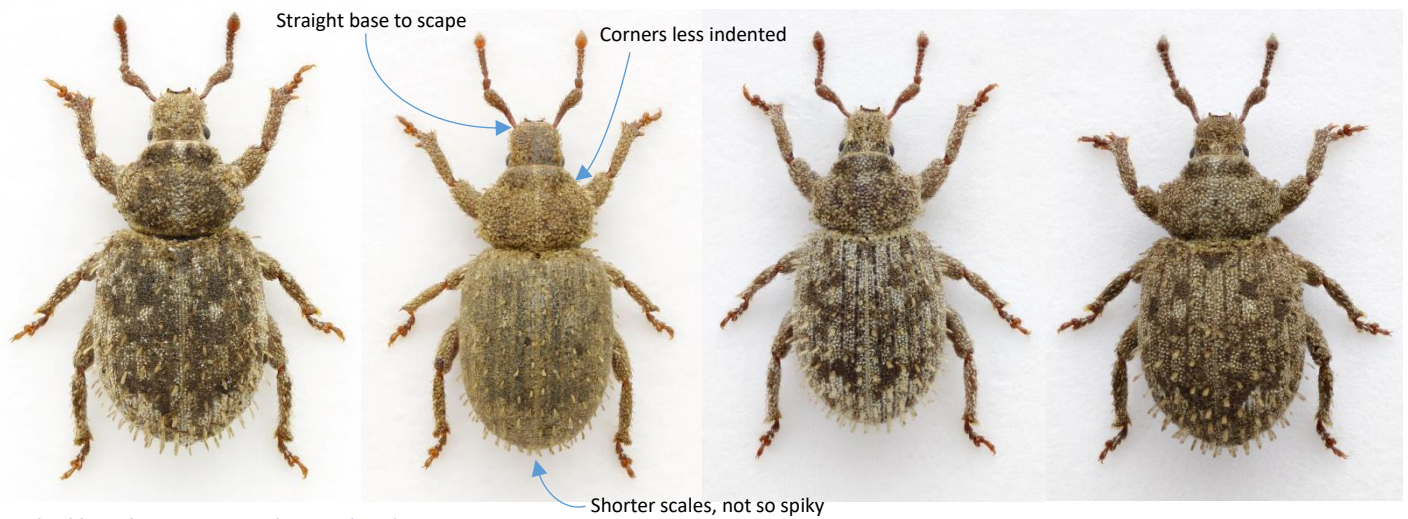 Straight base to scape
Corners less indented
Shorter scales, not so spiky